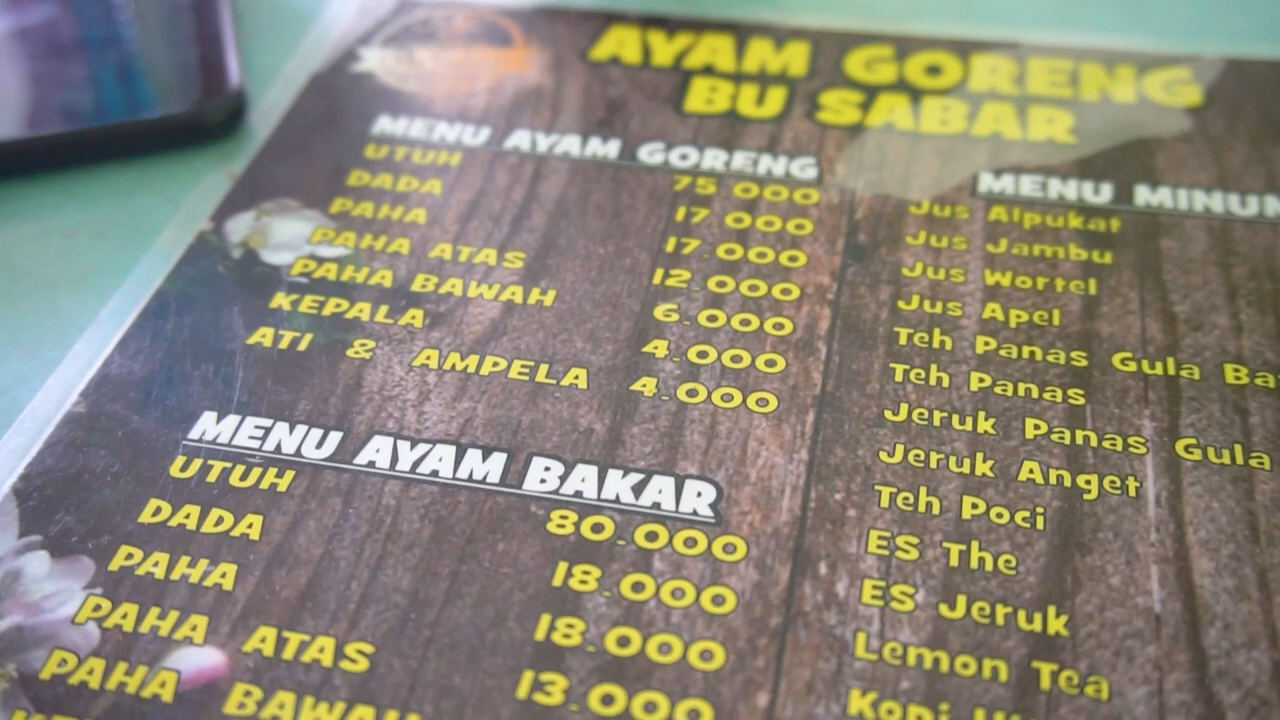 AYAM GORENG
BU SABAR
MENU AYAM GORENG
UTUH 75.000
DADA 17.000
PAHA 17.000
PAHA ATAS 12.000
PAHA BAWAH 6.000
KEPALA 4.000
ATI & AMPELA 4.000
MENU AYAM BAKAR
UTUH 80.000
DADA 18.000
PAHA 18.000
PAHA ATAS 13.000
PAHA BAWAH
MENU
Jus Alpukat
Jus Jambu
Jus Wortel
Jus Apel
Teh Panas Gula
Teh Panas
Jeruk Panas Gula
Jeruk Anget
Teh Poci
ES The
ES Jeruk
Lemon Tea
Kopi